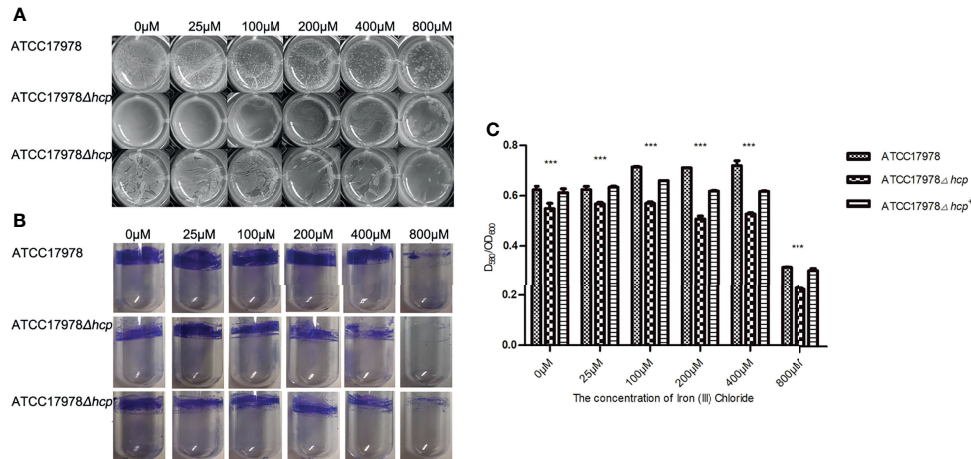 A
0µM 25µM 100µM 200µM 400µM 800µM
ATCC17978
ATCC17978Δhcp
ATCC17978Δhcp
B
0µM 25µM 100µM 200µM 400µM 800µM
ATCC17978
ATCC17978Δhcp
ATCC17978Δhcp⁺
C
0.8
0.6
0.4
0.2
0.0
D₅₉₀/OD₆₀₀
*** *** *** *** *** ***
0µM 25µM 100µM 200µM 400µM 800µM
The concentration of Iron (III) Chloride
ATCC17978
ATCC17978Δ hcp
ATCC17978Δ hcp⁺